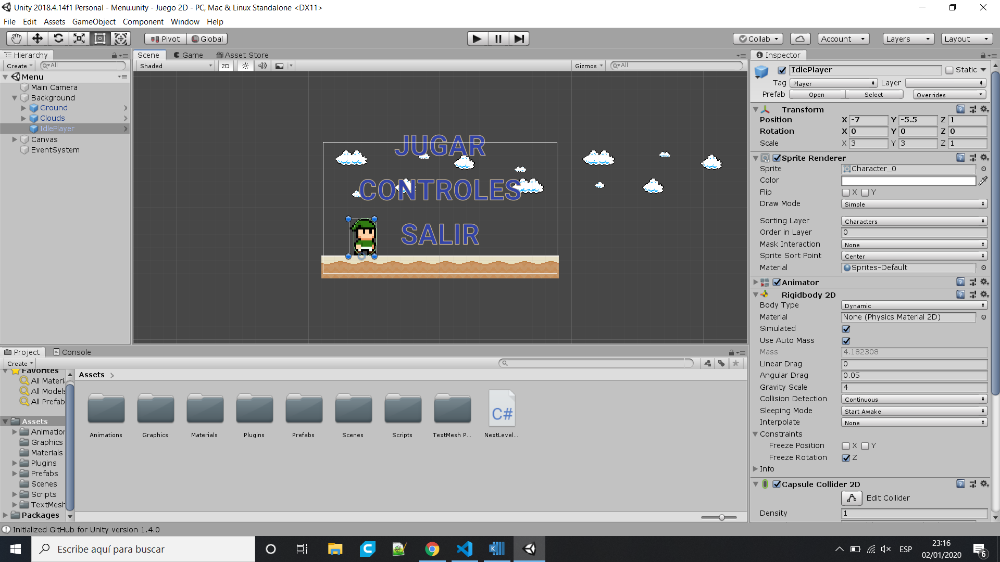 Unity 2018.4.14f1 Personal - Menu.unity - Juego 2D - PC, Mac & Linux Standalone <DX11>
File Edit Assets GameObject Component Window Help
Pivot Global Collab Account Layers Layout
Hierarchy
Create All
Menu
Main Camera
Background
Ground
Clouds
IdlePlayer
Canvas
EventSystem
Scene Game Asset Store
Shaded 2D Gizmos All
JUGAR
CONTROLES
SALIR
Inspector
IdlePlayer Static
Tag Player Layer
Prefab Open Select Overrides
Transform
Position X -7 Y -5.5 Z 1
Rotation X 0 Y 0 Z 0
Scale X 3 Y 3 Z 1
Sprite Renderer
Sprite Character_0
Color
Flip X Y
Draw Mode Simple
Sorting Layer Characters
Order in Layer 0
Mask Interaction None
Sprite Sort Point Center
Material Sprites-Default
Animator
Rigidbody 2D
Body Type Dynamic
Material None (Physics Material 2D)
Simulated
Use Auto Mass
Mass 4.182308
Linear Drag 0
Angular Drag 0.05
Gravity Scale 4
Collision Detection Continuous
Sleeping Mode Start Awake
Interpolate None
Constraints
Freeze Position X Y
Freeze Rotation Z
Info
Capsule Collider 2D
Edit Collider
Density 1
Project Console
Create
Favorites
All Materi
All Models
All Prefab
Assets
Animation
Graphics
Materials
Plugins
Prefabs
Scenes
Scripts
TextMesh
Packages
Assets
Animations Graphics Materials Plugins Prefabs Scenes Scripts TextMesh P... C# NextLevel...
Initialized GitHub for Unity version 1.4.0
Escribe aquí para buscar
ESP
23:16
02/01/2020
6